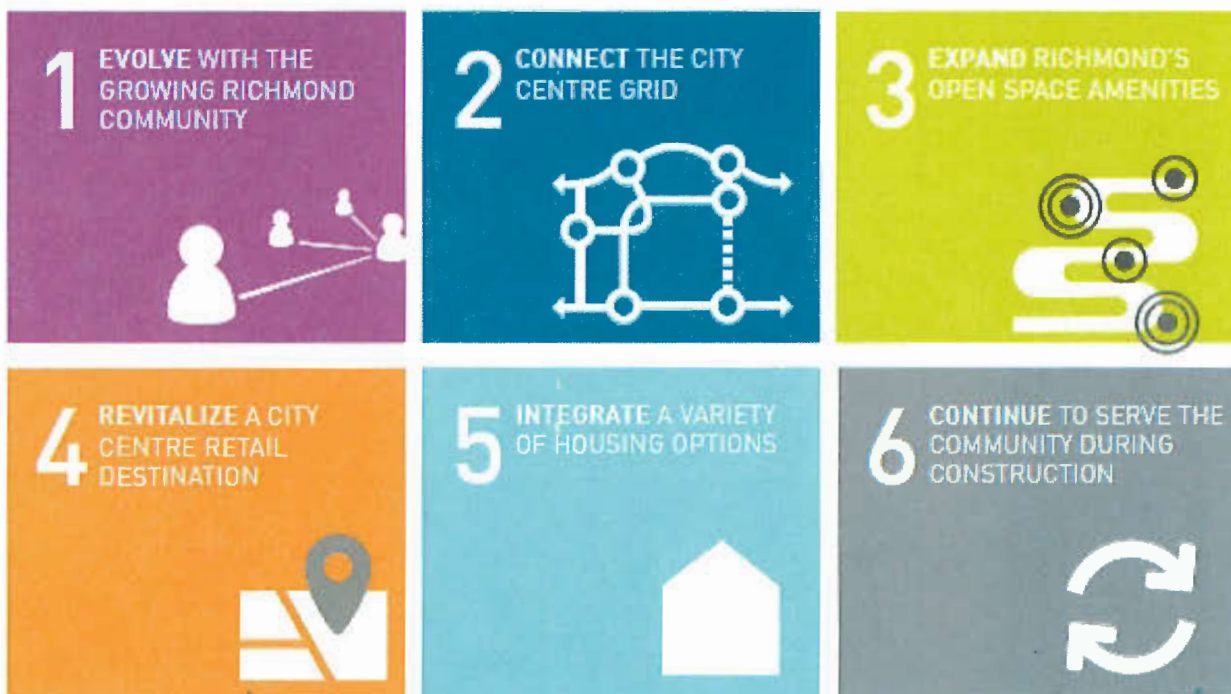 1
EVOLVE WITH THE
GROWING RICHMOND
COMMUNITY
2
CONNECT THE CITY
CENTRE GRID
3
EXPAND RICHMOND'S
OPEN SPACE AMENITIES
4
REVITALIZE A CITY
CENTRE RETAIL
DESTINATION
5
INTEGRATE A VARIETY
OF HOUSING OPTIONS
6
CONTINUE TO SERVE THE
COMMUNITY DURING
CONSTRUCTION